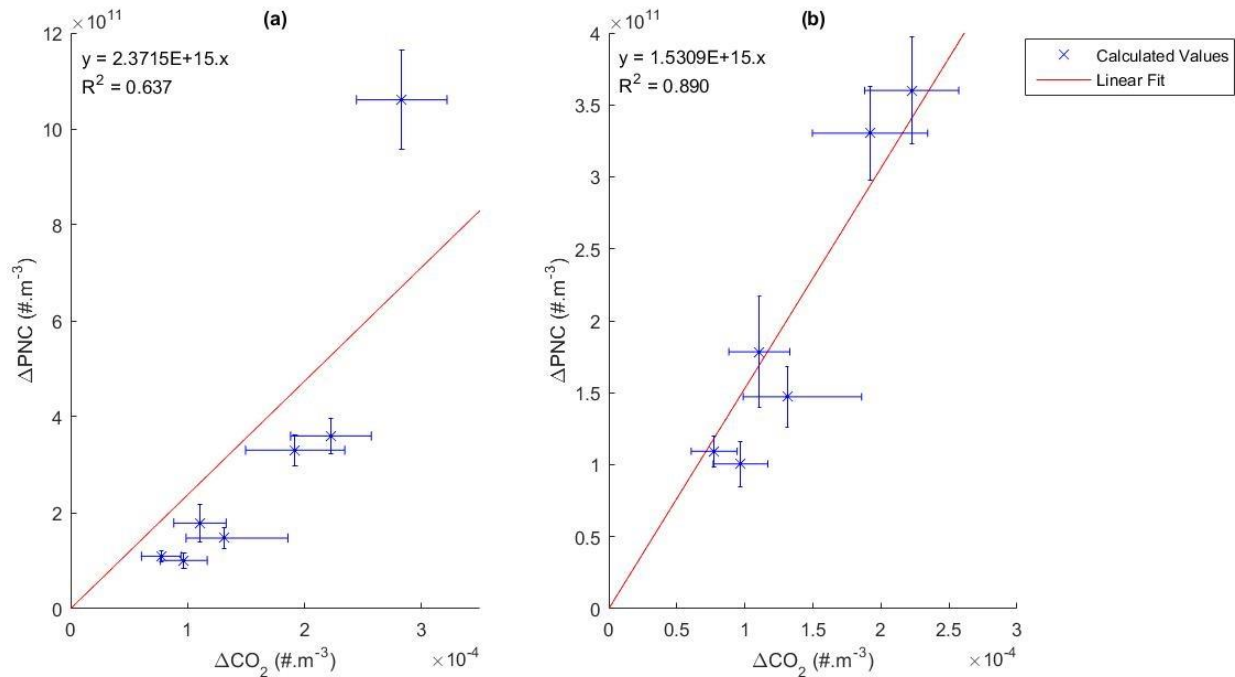 (a)
×10^11
y = 2.3715E+15.x
R^2 = 0.637
12
10
8
6
4
2
0
ΔPNC (#.m^-3)
0
1
2
3
×10^-4
ΔCO_2 (#.m^-3)
(b)
×10^11
y = 1.5309E+15.x
R^2 = 0.890
4
3.5
3
2.5
2
1.5
1
0.5
0
ΔPNC (#.m^-3)
0
0.5
1
1.5
2
2.5
3
×10^-4
ΔCO_2 (#.m^-3)
Calculated Values
Linear Fit